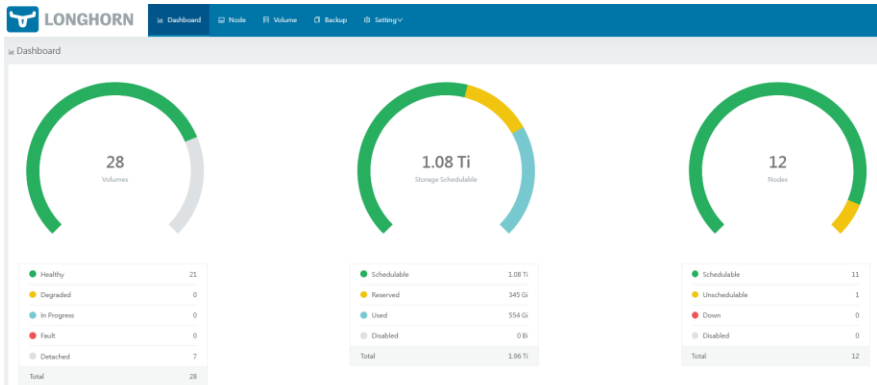 LONGHORN Dashboard Node Volume Backup Setting
Dashboard
28
Volumes
Healthy 21
Degraded 0
In Progress 0
Fault 0
Detached 7
Total 28
1.08 Ti
Storage Schedulable
Schedulable 1.08 Ti
Reserved 345 Gi
Used 554 Gi
Disabled 0 Bi
Total 1.96 Ti
12
Nodes
Schedulable 11
Unschedulable 1
Down 0
Disabled 0
Total 12